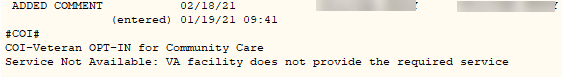 ADDED COMMENT 02/18/21
(entered) 01/19/21 09:41
#COI#
COI-Veteran OPT-IN for Community Care
Service Not Available: VA facility does not provide the required service